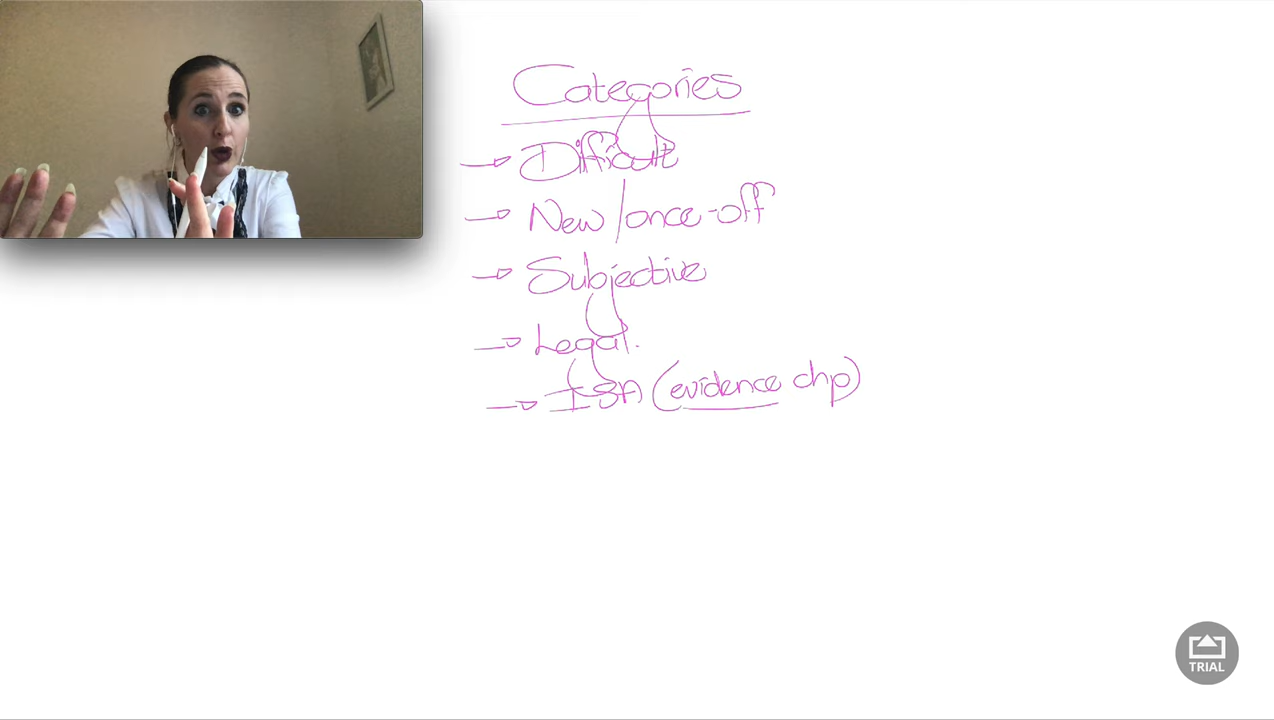 Categories
Difficult
New/once-off
Subjective
Legal.
ISA (evidence chp)
TRIAL